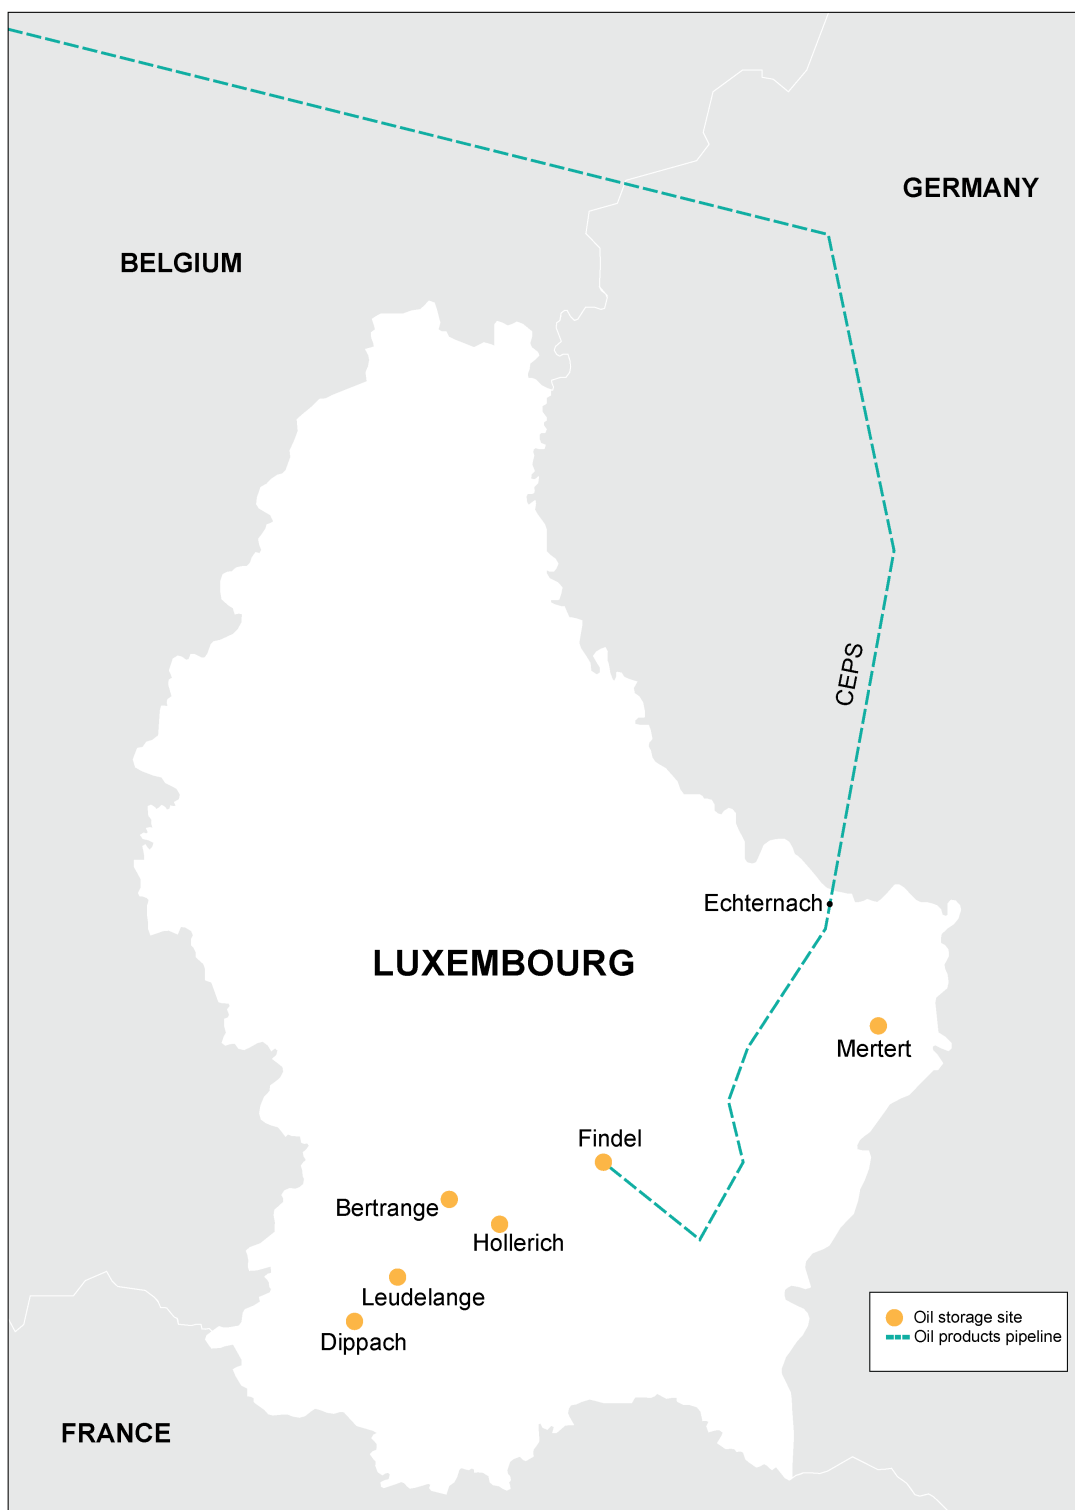 GERMANY
BELGIUM
CEPS
Echternach
LUXEMBOURG
Mertert
Findel
Bertrange
Hollerich
Leudelange
Dippach
Oil storage site
Oil products pipeline
FRANCE